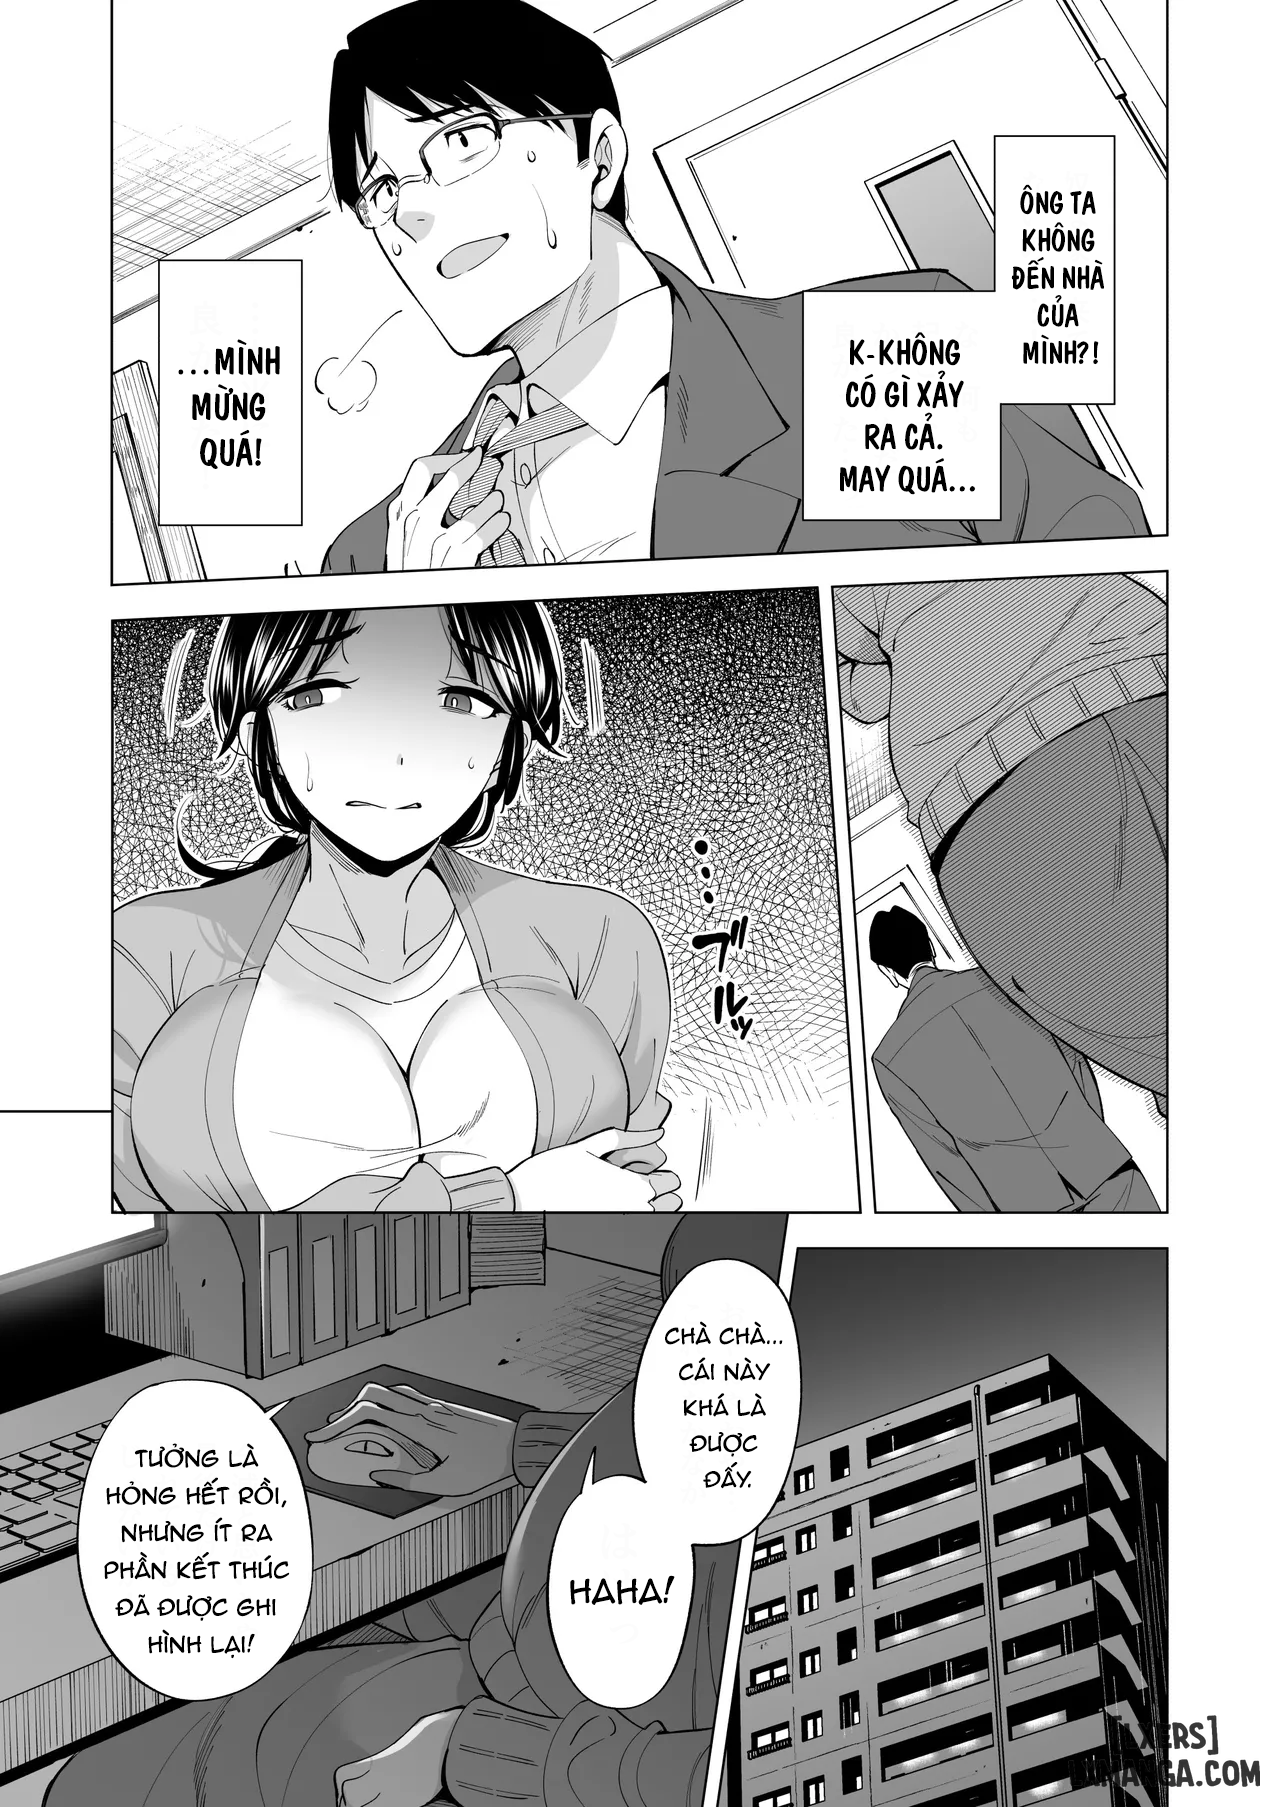 ÔNG TA
KHÔNG
ĐẾN NHÀ
CỦA
MÌNH?!
K-KHÔNG
CÓ GÌ XẢY
RA CẢ.
MAY QUÁ...
...MÌNH
MỪNG
QUÁ!
ブルッ
CHÀ CHÀ...
CÁI NÀY
KHÁ LÀ
ĐƯỢC
ĐẤY.
HAHA!
TƯỞNG LÀ
HỎNG HẾT RỒI,
NHƯNG ÍT RA
PHẦN KẾT THÚC
ĐÃ ĐƯỢC GHI
HÌNH LẠI!
[LXERS]
LXMANGA.COM